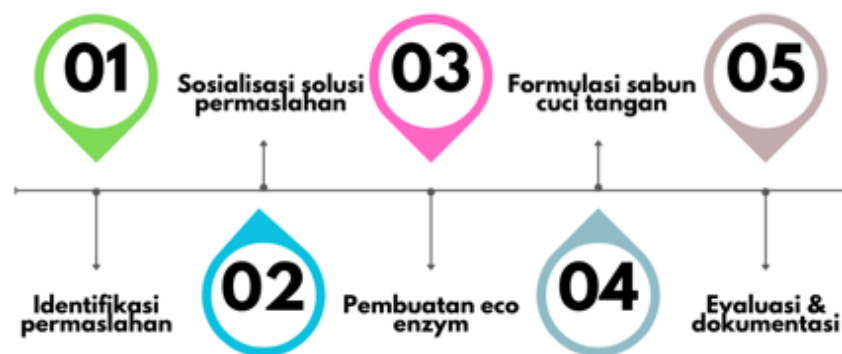 01
Identifikasi
permaslahan
02
Sosialisasi solusi
permaslahan
03
Pembuatan eco
enzym
04
Formulasi sabun
cuci tangan
05
Evaluasi &
dokumentasi